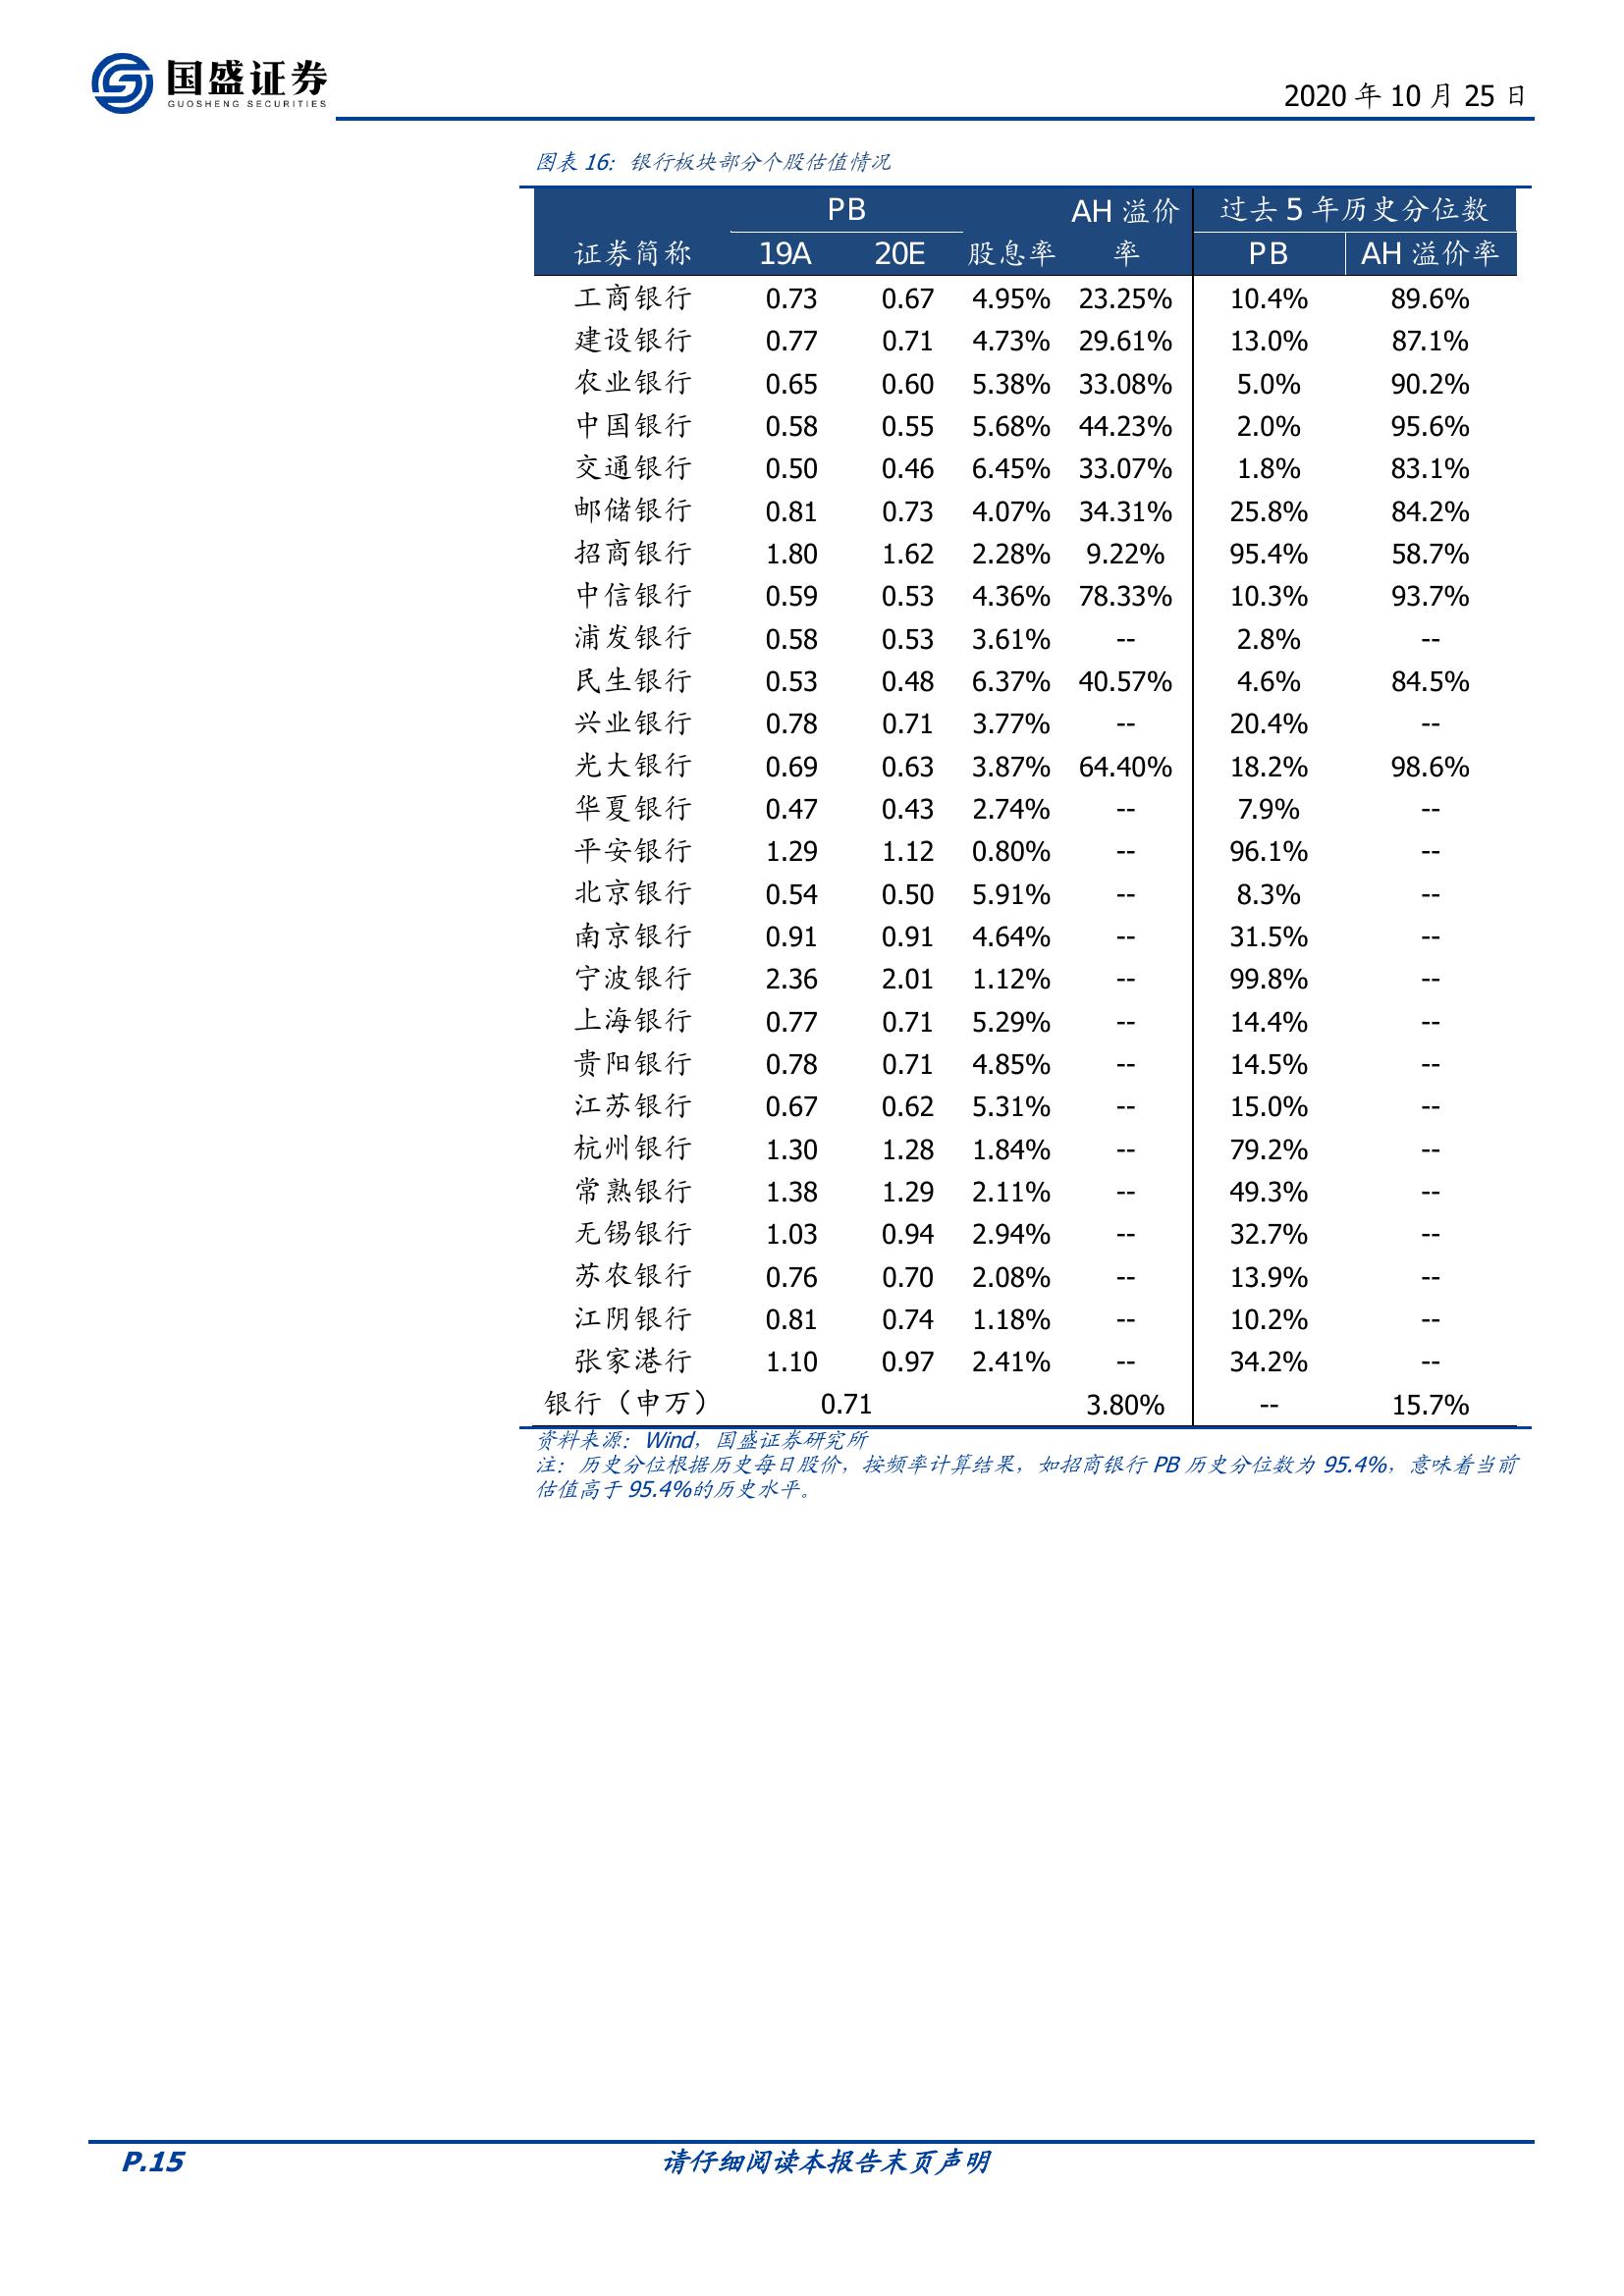 国盛证券
GUOSHENG SECURITIES
2020 年 10 月 25 日
图表 16：银行板块部分个股估值情况
PB AH 溢价 过去 5 年历史分位数
证券简称 19A 20E 股息率 率 PB AH 溢价率
工商银行 0.73 0.67 4.95% 23.25% 10.4% 89.6%
建设银行 0.77 0.71 4.73% 29.61% 13.0% 87.1%
农业银行 0.65 0.60 5.38% 33.08% 5.0% 90.2%
中国银行 0.58 0.55 5.68% 44.23% 2.0% 95.6%
交通银行 0.50 0.46 6.45% 33.07% 1.8% 83.1%
邮储银行 0.81 0.73 4.07% 34.31% 25.8% 84.2%
招商银行 1.80 1.62 2.28% 9.22% 95.4% 58.7%
中信银行 0.59 0.53 4.36% 78.33% 10.3% 93.7%
浦发银行 0.58 0.53 3.61% -- 2.8% --
民生银行 0.53 0.48 6.37% 40.57% 4.6% 84.5%
兴业银行 0.78 0.71 3.77% -- 20.4% --
光大银行 0.69 0.63 3.87% 64.40% 18.2% 98.6%
华夏银行 0.47 0.43 2.74% -- 7.9% --
平安银行 1.29 1.12 0.80% -- 96.1% --
北京银行 0.54 0.50 5.91% -- 8.3% --
南京银行 0.91 0.91 4.64% -- 31.5% --
宁波银行 2.36 2.01 1.12% -- 99.8% --
上海银行 0.77 0.71 5.29% -- 14.4% --
贵阳银行 0.78 0.71 4.85% -- 14.5% --
江苏银行 0.67 0.62 5.31% -- 15.0% --
杭州银行 1.30 1.28 1.84% -- 79.2% --
常熟银行 1.38 1.29 2.11% -- 49.3% --
无锡银行 1.03 0.94 2.94% -- 32.7% --
苏农银行 0.76 0.70 2.08% -- 13.9% --
江阴银行 0.81 0.74 1.18% -- 10.2% --
张家港行 1.10 0.97 2.41% -- 34.2% --
银行（申万） 0.71 3.80% -- 15.7%
资料来源：Wind，国盛证券研究所
注：历史分位根据历史每日股价，按频率计算结果，如招商银行 PB 历史分位数为 95.4%，意味着当前
估值高于 95.4%的历史水平。
P.15 请仔细阅读本报告末页声明